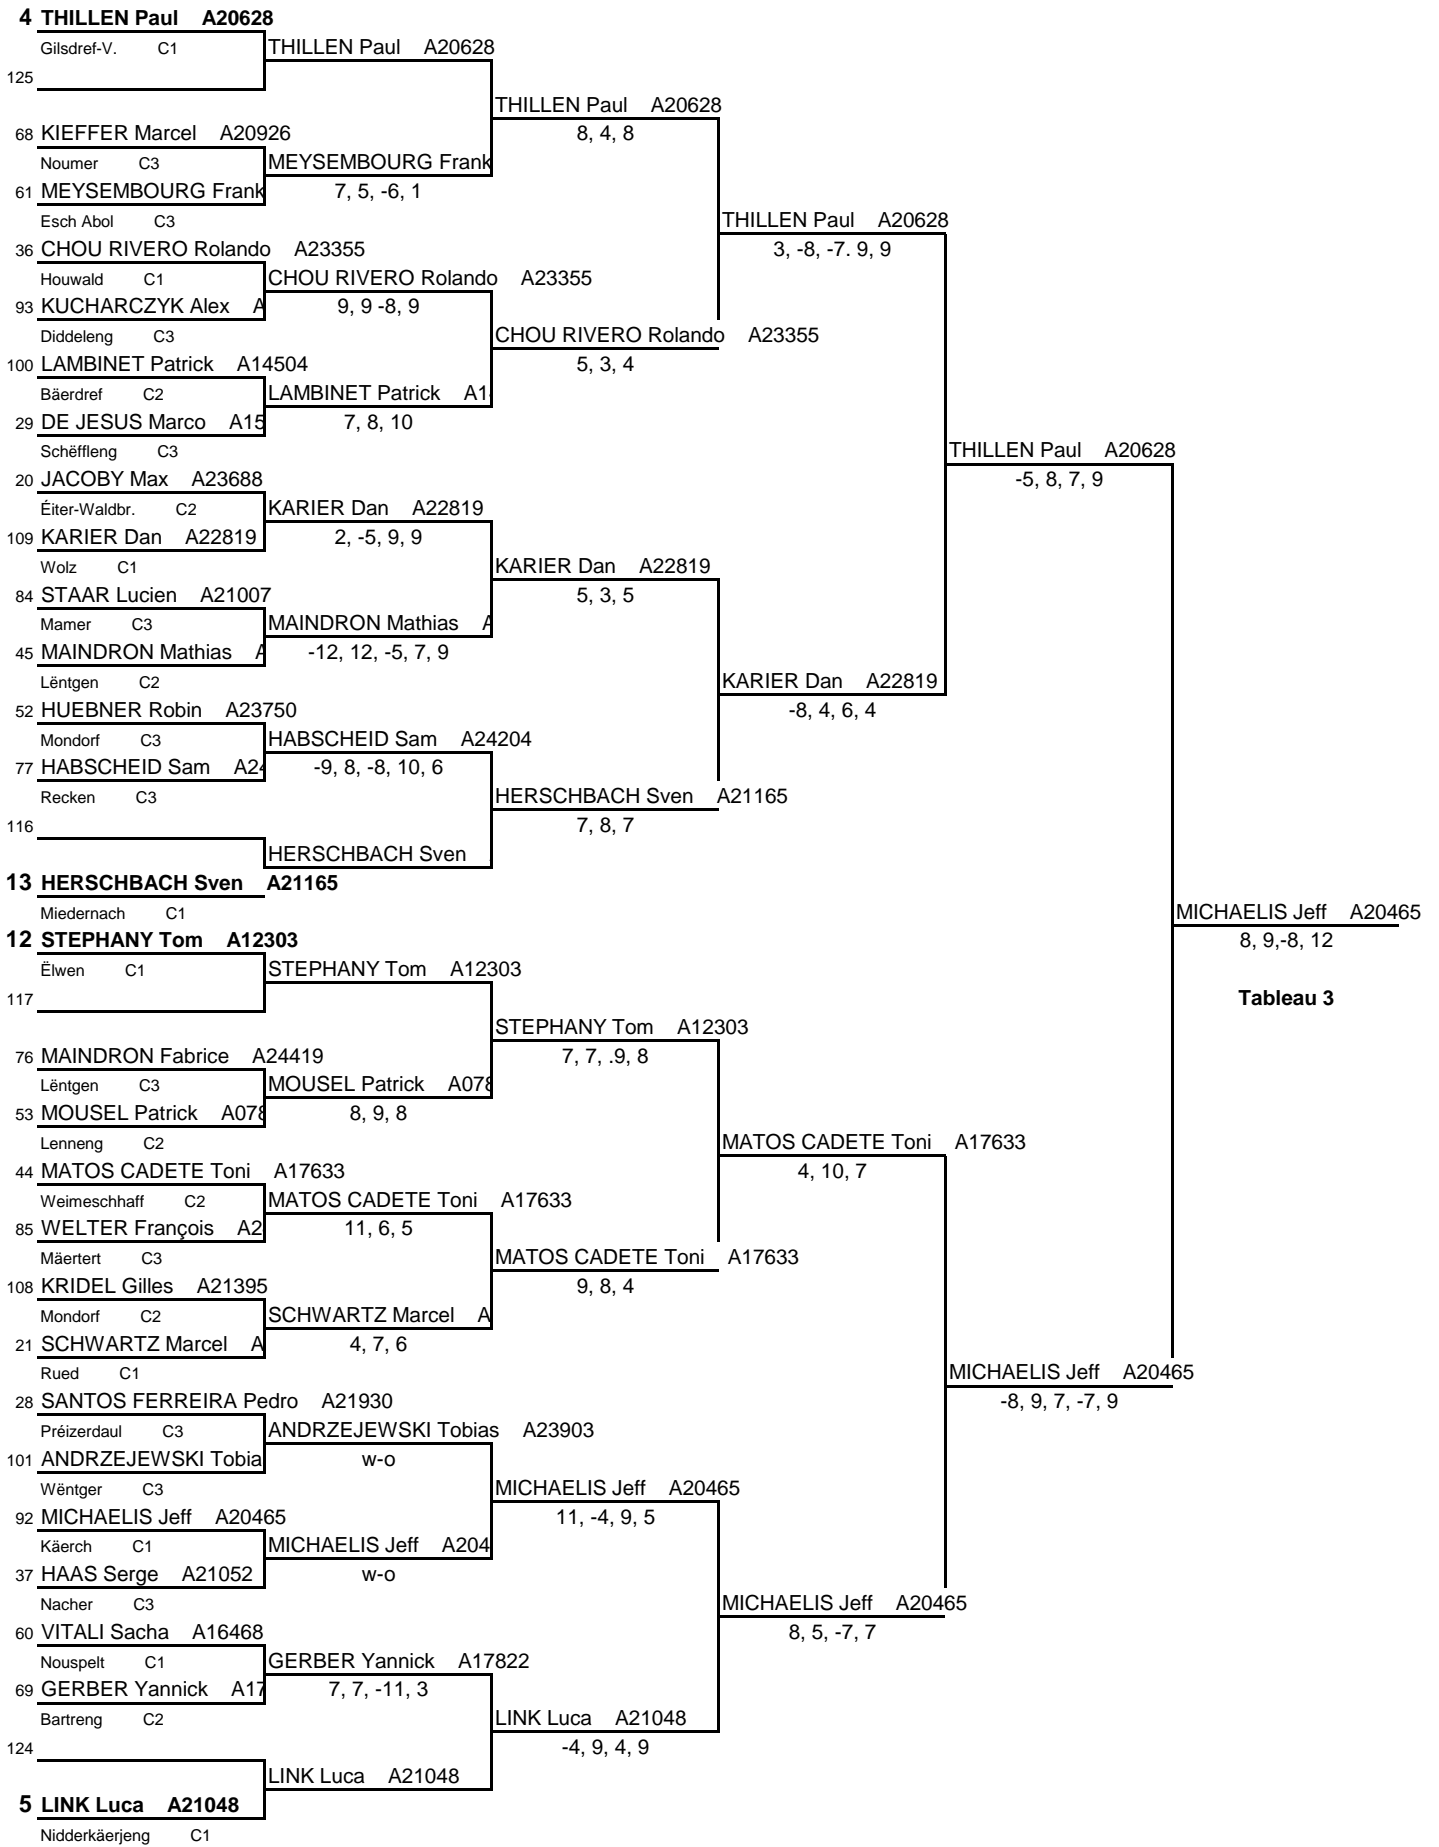 4 THILLEN Paul A20628
Gilsdref-V. C1 THILLEN Paul A20628
125
THILLEN Paul A20628
68 KIEFFER Marcel A20926 8, 4, 8
Noumer C3 MEYSEMBOURG Frank
61 MEYSEMBOURG Frank 7, 5, -6, 1
Esch Abol C3 THILLEN Paul A20628
36 CHOU RIVERO Rolando A23355 3, -8, -7. 9, 9
Houwald C1 CHOU RIVERO Rolando A23355
93 KUCHARCZYK Alex A 9, 9 -8, 9
Diddeleng C3 CHOU RIVERO Rolando A23355
100 LAMBINET Patrick A14504 5, 3, 4
Bäerdref C2 LAMBINET Patrick A1
29 DE JESUS Marco A15 7, 8, 10
Schëffleng C3 THILLEN Paul A20628
20 JACOBY Max A23688 -5, 8, 7, 9
Éiter-Waldbr. C2 KARIER Dan A22819
109 KARIER Dan A22819 2, -5, 9, 9
Wolz C1 KARIER Dan A22819
84 STAAR Lucien A21007 5, 3, 5
Mamer C3 MAINDRON Mathias A
45 MAINDRON Mathias A -12, 12, -5, 7, 9
Lëntgen C2 KARIER Dan A22819
52 HUEBNER Robin A23750 -8, 4, 6, 4
Mondorf C3 HABSCHEID Sam A24204
77 HABSCHEID Sam A24 -9, 8, -8, 10, 6
Recken C3 HERSCHBACH Sven A21165
116 7, 8, 7
HERSCHBACH Sven
13 HERSCHBACH Sven A21165
Miedernach C1 MICHAELIS Jeff A20465
12 STEPHANY Tom A12303 8, 9,-8, 12
Ëlwen C1 STEPHANY Tom A12303
117 Tableau 3
STEPHANY Tom A12303
76 MAINDRON Fabrice A24419 7, 7, .9, 8
Lëntgen C3 MOUSEL Patrick A078
53 MOUSEL Patrick A078 8, 9, 8
Lenneng C2 MATOS CADETE Toni A17633
44 MATOS CADETE Toni A17633 4, 10, 7
Weimeschhaff C2 MATOS CADETE Toni A17633
85 WELTER François A2 11, 6, 5
Mäertert C3 MATOS CADETE Toni A17633
108 KRIDEL Gilles A21395 9, 8, 4
Mondorf C2 SCHWARTZ Marcel A
21 SCHWARTZ Marcel A 4, 7, 6
Rued C1 MICHAELIS Jeff A20465
28 SANTOS FERREIRA Pedro A21930 -8, 9, 7, -7, 9
Préizerdaul C3 ANDRZEJEWSKI Tobias A23903
101 ANDRZEJEWSKI Tobia w-o
Wëntger C3 MICHAELIS Jeff A20465
92 MICHAELIS Jeff A20465 11, -4, 9, 5
Käerch C1 MICHAELIS Jeff A204
37 HAAS Serge A21052 w-o
Nacher C3 MICHAELIS Jeff A20465
60 VITALI Sacha A16468 8, 5, -7, 7
Nouspelt C1 GERBER Yannick A17822
69 GERBER Yannick A17 7, 7, -11, 3
Bartreng C2 LINK Luca A21048
124 -4, 9, 4, 9
LINK Luca A21048
5 LINK Luca A21048
Nidderkäerjeng C1